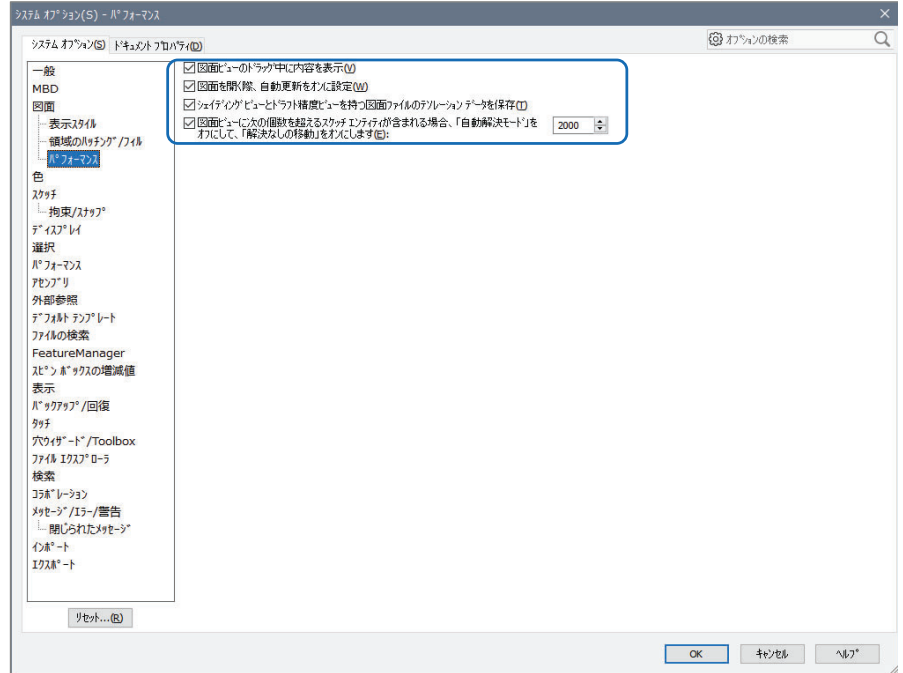 ｼｽﾃﾑ ｵﾌﾟｼｮﾝ(S) - ﾊﾟﾌｫｰﾏﾝｽ
ｼｽﾃﾑ ｵﾌﾟｼｮﾝ(S) ﾄﾞｷｭﾒﾝﾄ ﾌﾟﾛﾊﾟﾃｨ(D)
ｵﾌﾟｼｮﾝの検索
一般
MBD
図面
表示ｽﾀｲﾙ
領域のﾊｯﾁﾝｸﾞ/ﾌｨﾙ
ﾊﾟﾌｫｰﾏﾝｽ
色
ｽｹｯﾁ
拘束/ｽﾅｯﾌﾟ
ﾃﾞｨｽﾌﾟﾚｲ
選択
ﾊﾟﾌｫｰﾏﾝｽ
ｱｾﾝﾌﾞﾘ
外部参照
ﾃﾞﾌｫﾙﾄ ﾃﾝﾌﾟﾚｰﾄ
ﾌｧｲﾙの検索
FeatureManager
ｽﾋﾟﾝ ﾎﾞｯｸｽの増減値
表示
ﾊﾞｯｸｱｯﾌﾟ/回復
ﾀｯﾁ
穴ｳｨｻﾞｰﾄﾞ/Toolbox
ﾌｧｲﾙ ｴｸｽﾌﾟﾛｰﾗ
検索
ｺﾗﾎﾞﾚｰｼｮﾝ
ﾒｯｾｰｼﾞ/ｴﾗｰ/警告
閉じられたﾒｯｾｰｼﾞ
ｲﾝﾎﾟｰﾄ
ｴｸｽﾎﾟｰﾄ
図面ﾋﾞｭｰのﾄﾞﾗｯｸﾞ中に内容を表示(V)
図面を開く際、自動更新をｵﾝに設定(W)
ｼｪｲﾃﾞｨﾝｸﾞ ﾋﾞｭｰとﾄﾞﾗﾌﾄ精度ﾋﾞｭｰを持つ図面ﾌｧｲﾙのﾃｿﾚｰｼｮﾝ ﾃﾞｰﾀを保存(T)
図面ﾋﾞｭｰに次の個数を超えるｽｹｯﾁ ｴﾝﾃｨﾃｨが含まれる場合、「自動解決ﾓｰﾄﾞ」を 2000
ｵﾌにして、「解決なしの移動」をｵﾝにします(E):
ﾘｾｯﾄ...(R)
OK ｷｬﾝｾﾙ ﾍﾙﾌﾟ